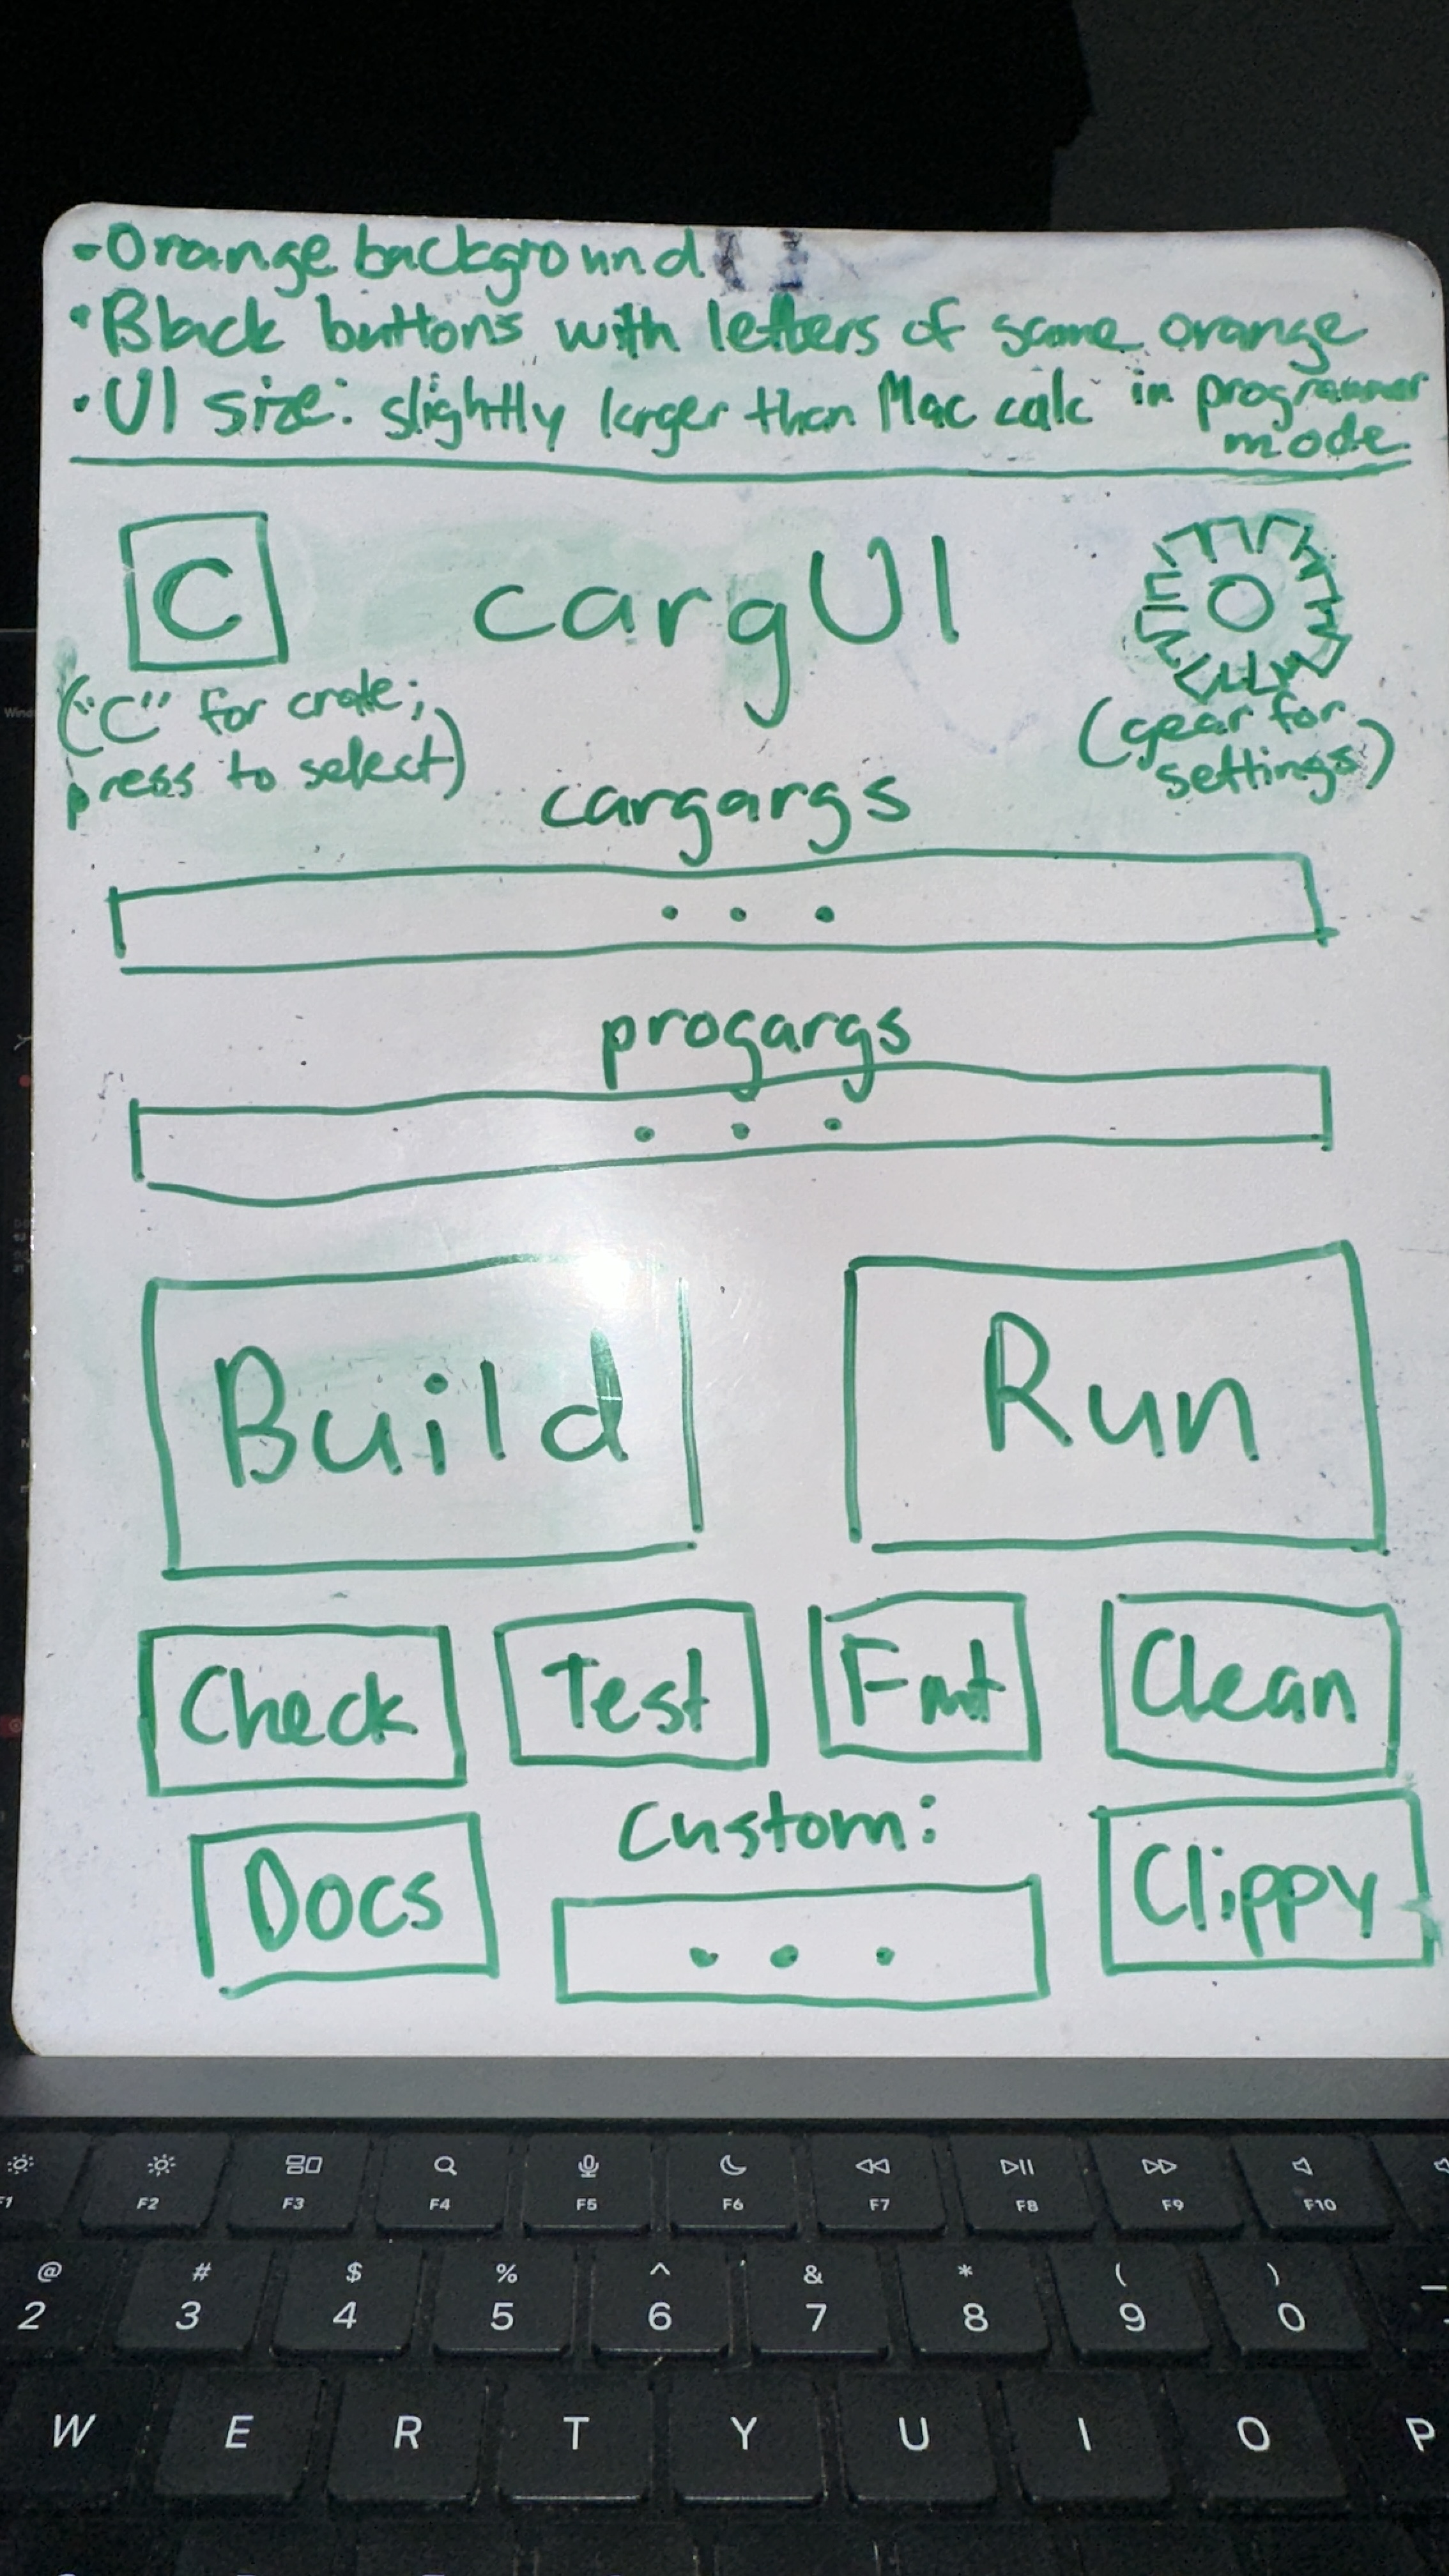 -Orange background
• Black buttons with letters of same orange
• UI size: slightly larger than Mac calc in programmer mode
C
cargUI
("C" for crate;
press to select)
(gear for
settings)
cargargs
• • •
progargs
• • •
Build Run
Check Test Fmt Clean
Docs Custom: Clippy
• • •
F1 F2 F3 F4 F5 F6 F7 F8 F9 F10
@ # $ % ^ & * ( )
2 3 4 5 6 7 8 9 0
W E R T Y U I O P